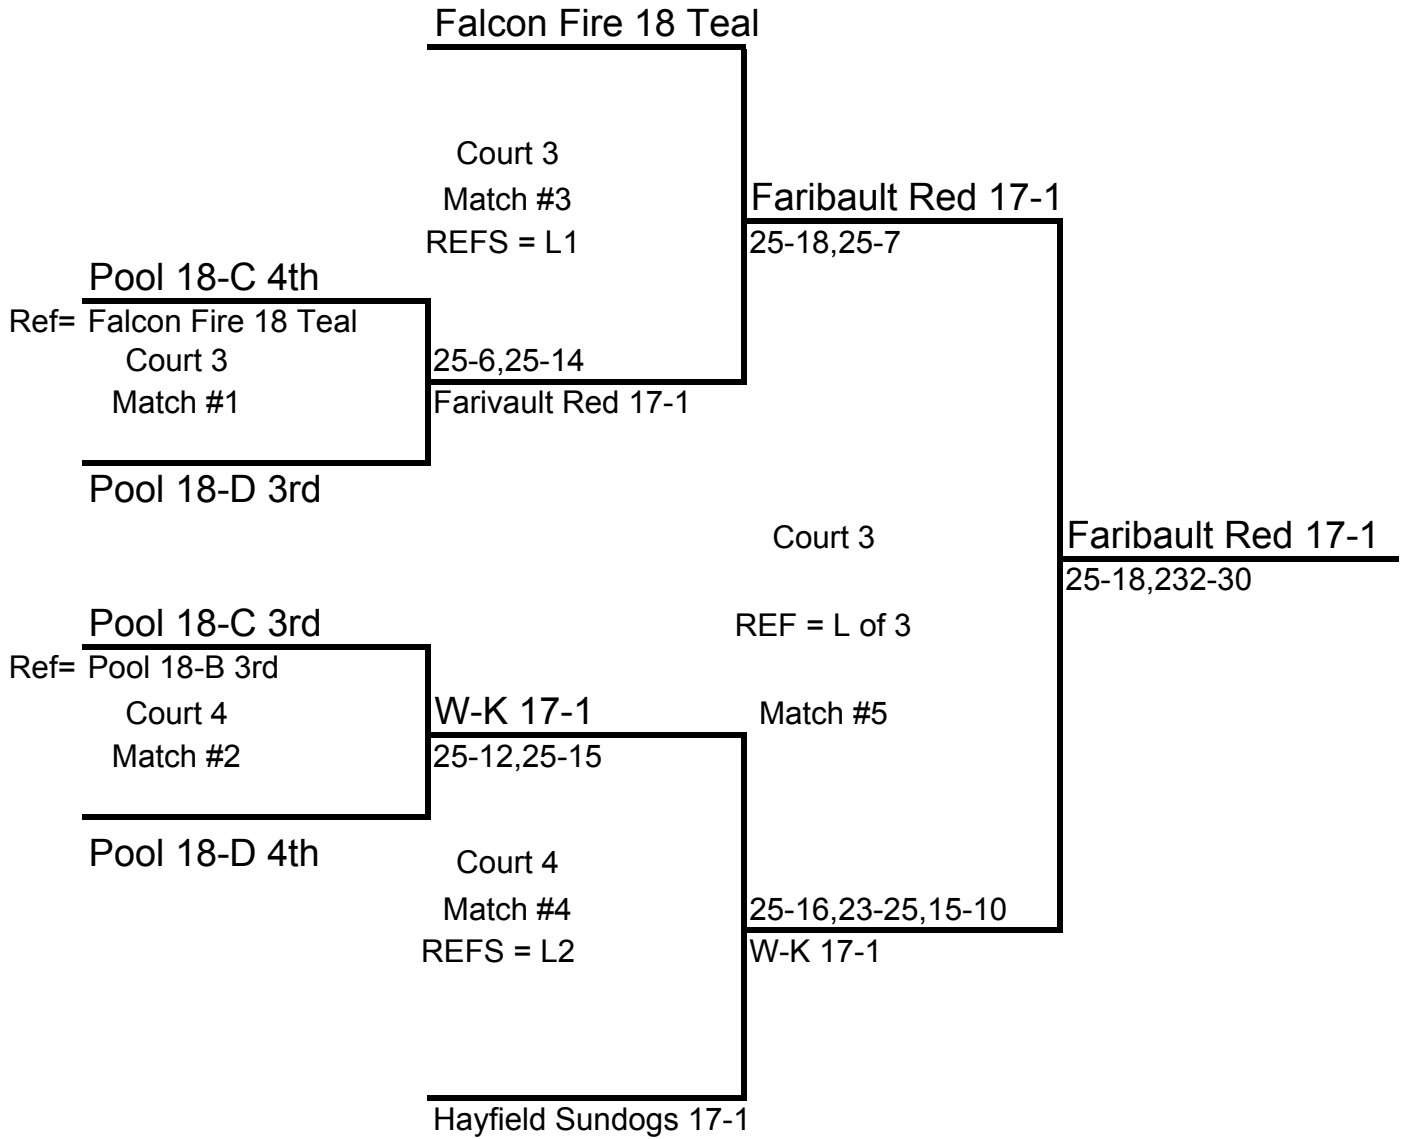 Falcon Fire 18 Teal
Court 3
Match #3
REFS = L1
Faribault Red 17-1
25-18,25-7
Pool 18-C 4th
Ref= Falcon Fire 18 Teal
Court 3
Match #1
25-6,25-14
Farivault Red 17-1
Pool 18-D 3rd
Court 3
REF = L of 3
Match #5
Faribault Red 17-1
25-18,232-30
Pool 18-C 3rd
Ref= Pool 18-B 3rd
Court 4
Match #2
W-K 17-1
25-12,25-15
Pool 18-D 4th
Court 4
Match #4
REFS = L2
25-16,23-25,15-10
W-K 17-1
Hayfield Sundogs 17-1